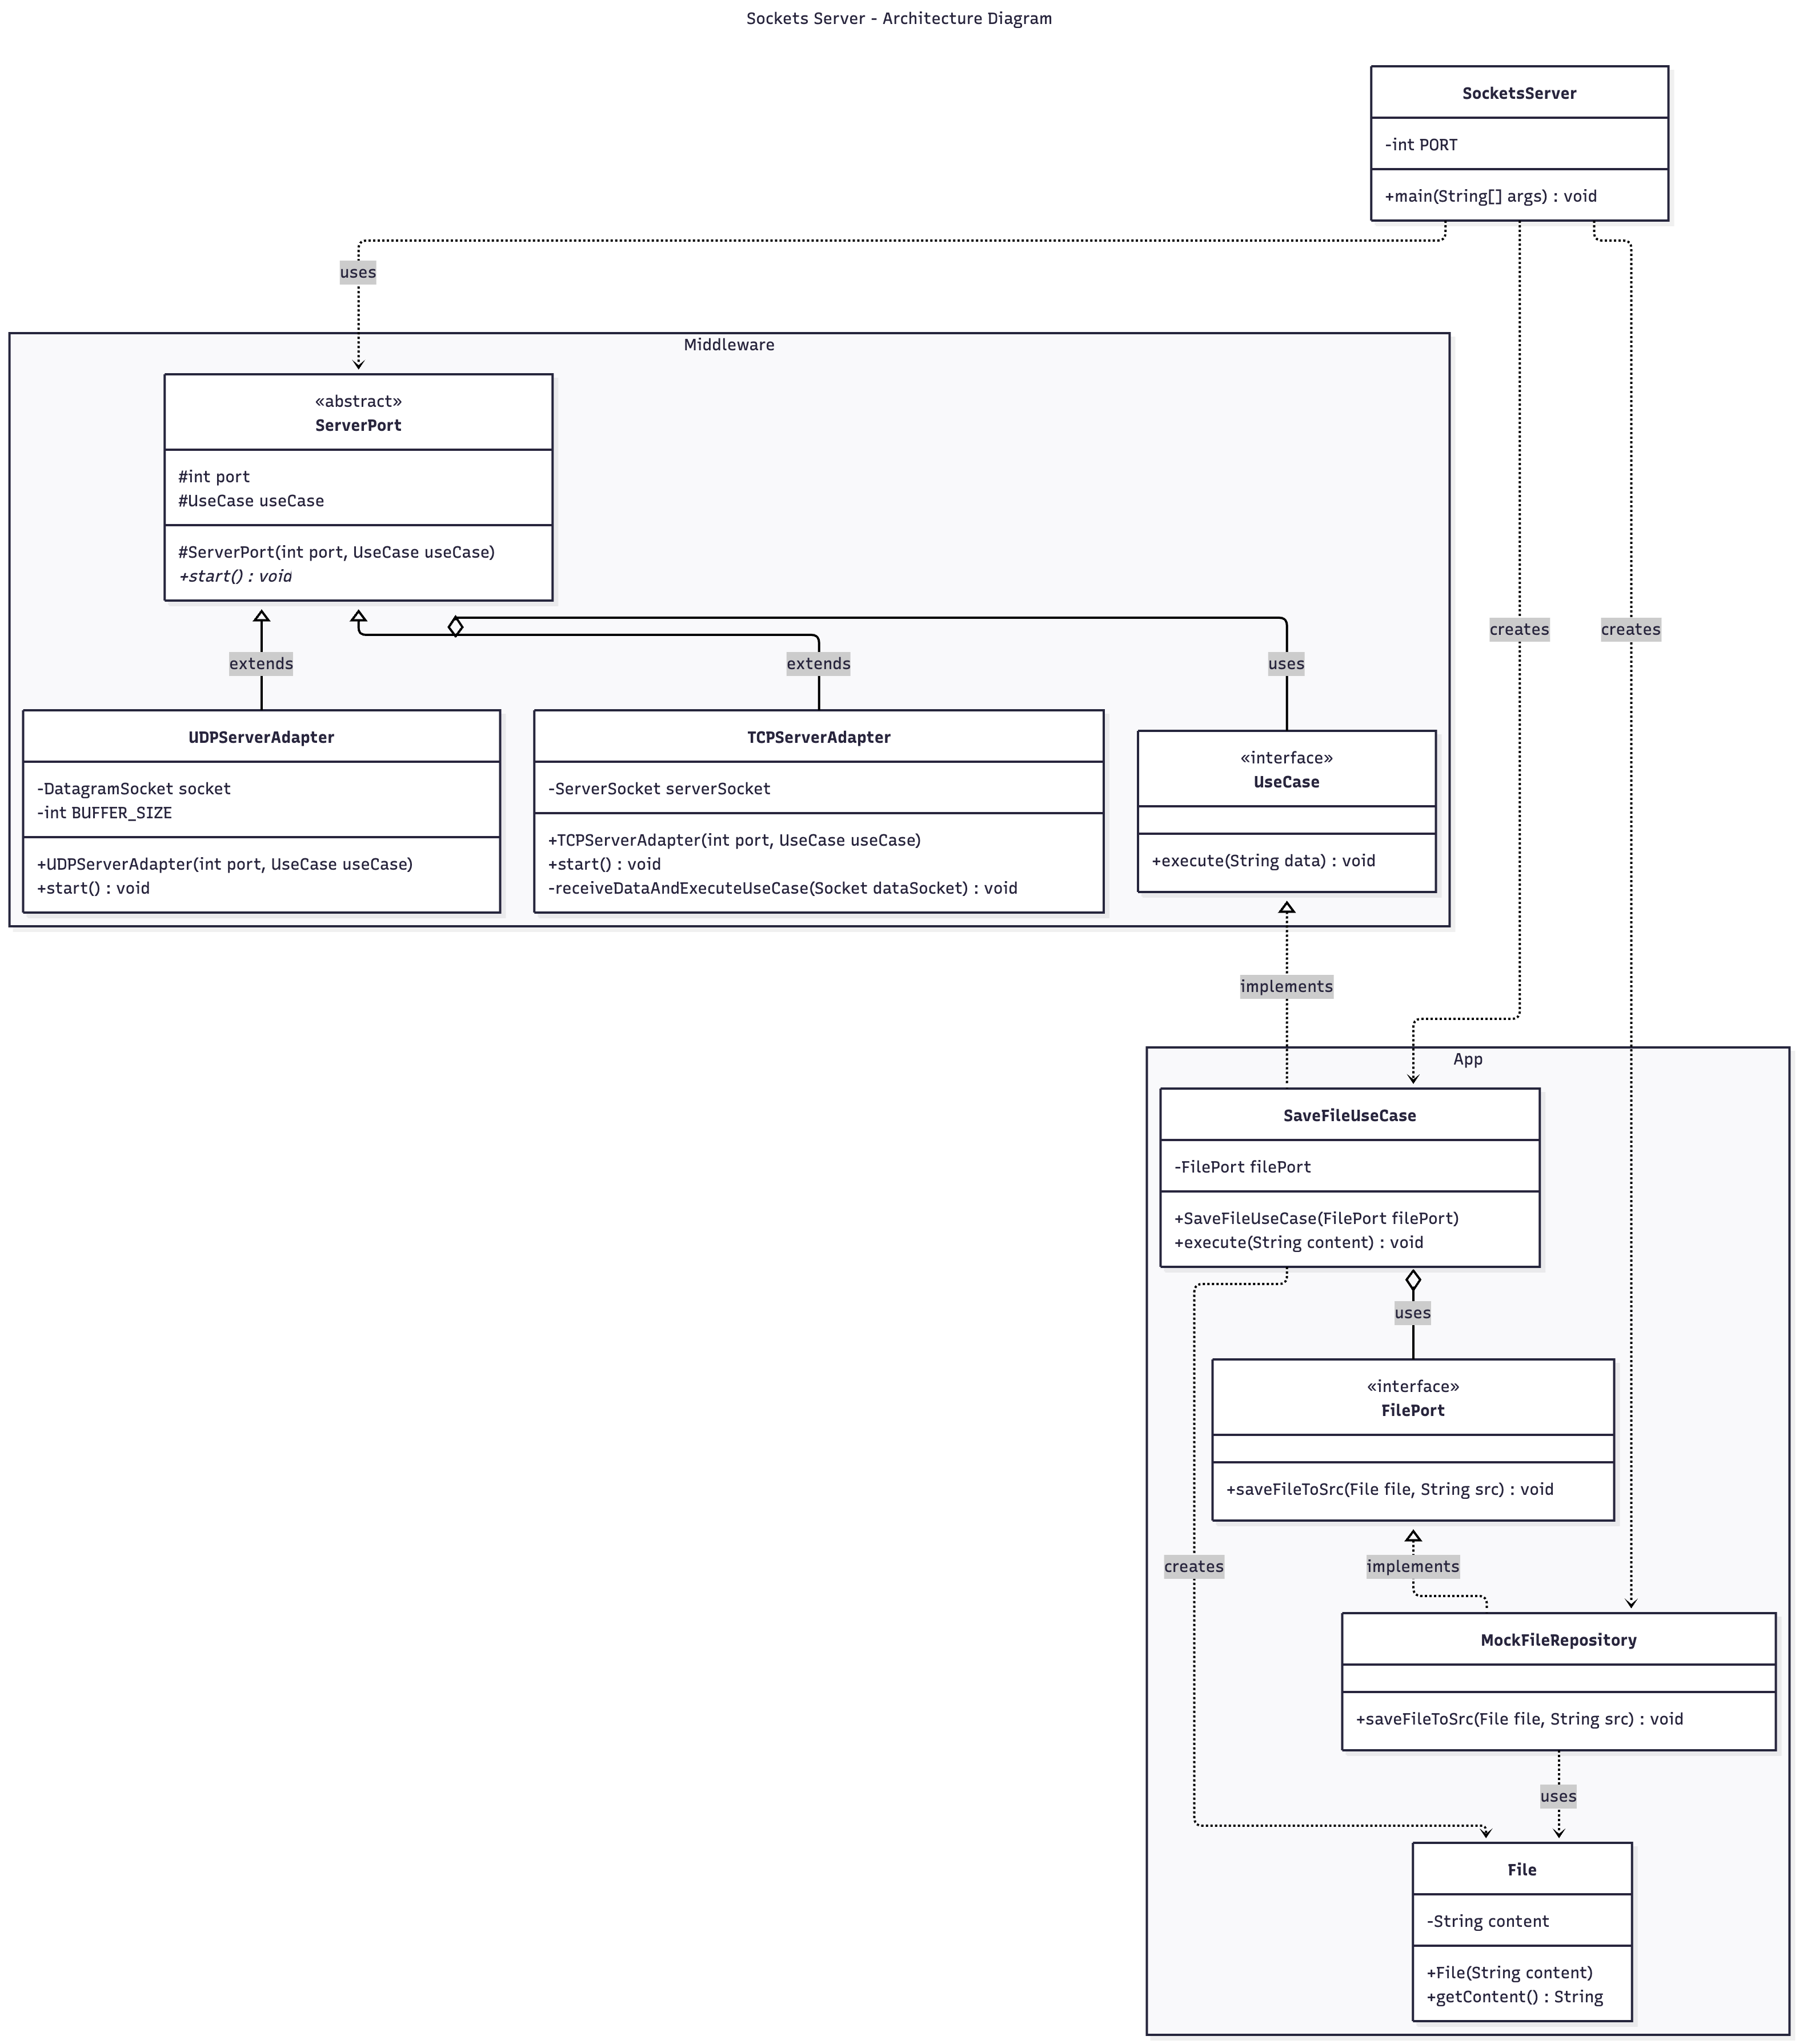 Sockets Server - Architecture Diagram
SocketsServer
-int PORT
+main(String[] args) : void
uses
Middleware
«abstract»
ServerPort
#int port
#UseCase useCase
#ServerPort(int port, UseCase useCase)
+start() : void
creates
creates
extends
extends
uses
UDPServerAdapter
-DatagramSocket socket
-int BUFFER_SIZE
+UDPServerAdapter(int port, UseCase useCase)
+start() : void
TCPServerAdapter
-ServerSocket serverSocket
+TCPServerAdapter(int port, UseCase useCase)
+start() : void
-receiveDataAndExecuteUseCase(Socket dataSocket) : void
«interface»
UseCase
+execute(String data) : void
implements
App
SaveFileUseCase
-FilePort filePort
+SaveFileUseCase(FilePort filePort)
+execute(String content) : void
uses
«interface»
FilePort
+saveFileToSrc(File file, String src) : void
creates
implements
MockFileRepository
+saveFileToSrc(File file, String src) : void
uses
File
-String content
+File(String content)
+getContent() : String